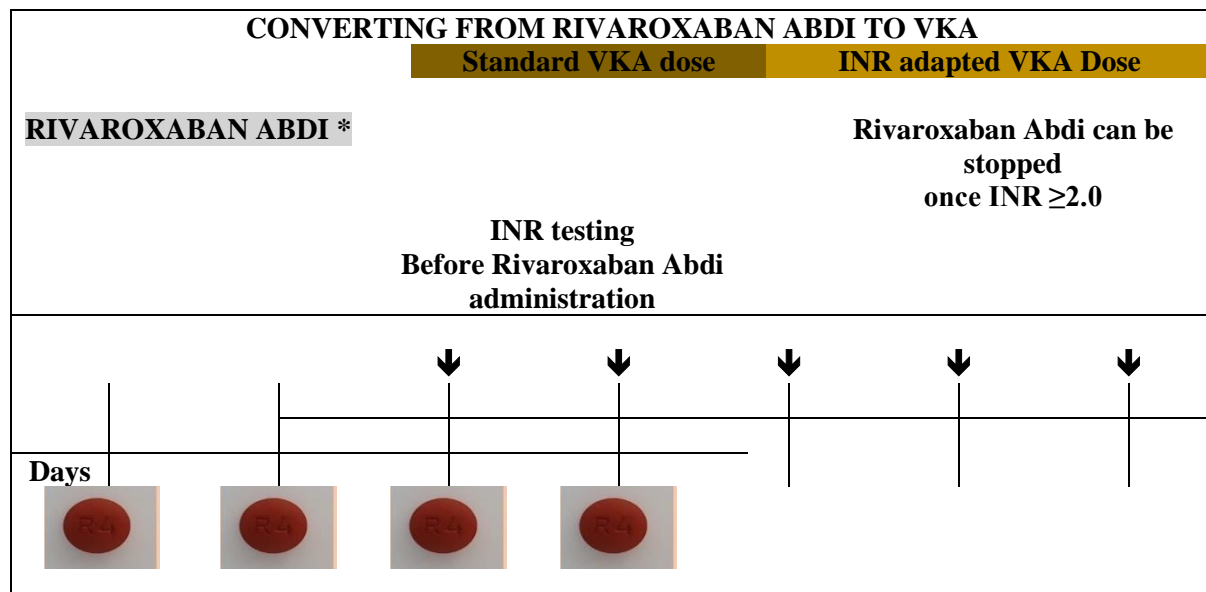 CONVERTING FROM RIVAROXABAN ABDI TO VKA
Standard VKA dose
INR adapted VKA Dose
RIVAROXABAN ABDI *
Rivaroxaban Abdi can be
stopped
once INR ≥2.0
INR testing
Before Rivaroxaban Abdi
administration
Days
R4
R4
R4
R4